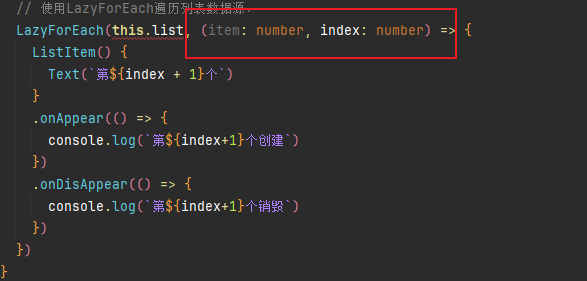 // 使用LazyForEach遍历列表数据源,
LazyForEach(this.list, (item: number, index: number) => {
ListItem() {
Text(`第${index + 1}个`)
}
.onAppear(() => {
console.log(`第${index+1}个创建`)
})
.onDisAppear(() => {
console.log(`第${index+1}个销毁`)
})
})
}